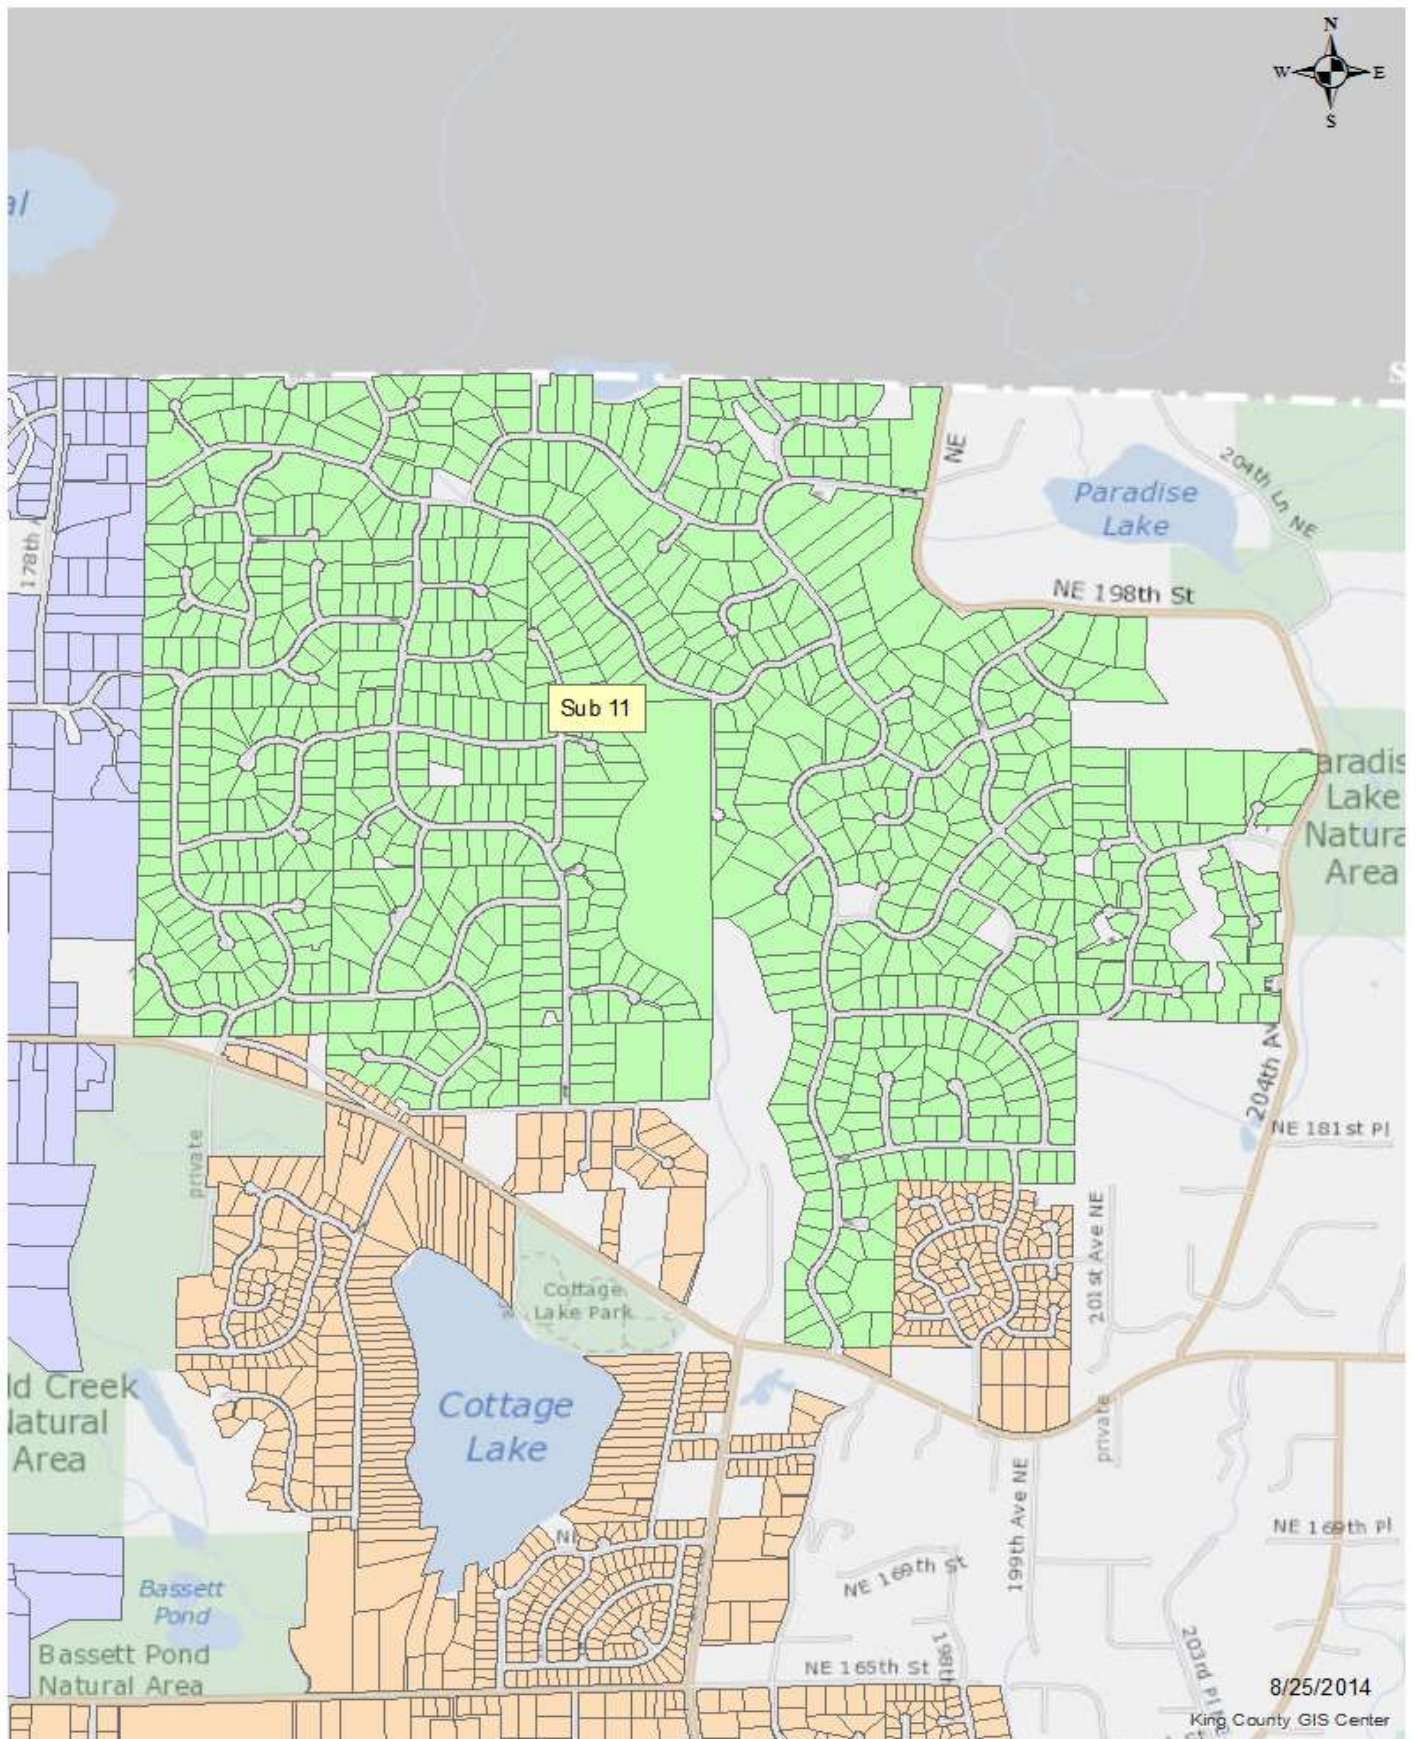 N
W E
S
al
S
NE
204th Ln NE
Paradise
Lake
178th A
NE 198th St
Sub 11
aradis
Lake
Natura
Area
204th Av
NE 181st Pl
private
201st Ave NE
Cottage
Lake Park
ld Creek
Natural
Area
Cottage
Lake
private
199th Ave NE
NE 169th Pl
NE 169th St
Bassett
Pond
198th
203rd Pl NE
Bassett Pond
Natural Area
NE 165th St
8/25/2014
King County GIS Center